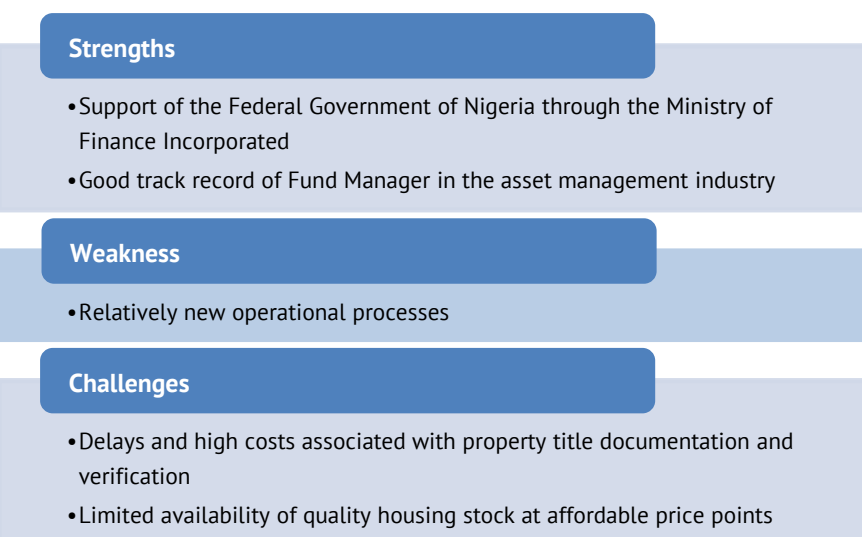 Strengths
•Support of the Federal Government of Nigeria through the Ministry of
Finance Incorporated
•Good track record of Fund Manager in the asset management industry
Weakness
•Relatively new operational processes
Challenges
•Delays and high costs associated with property title documentation and
verification
•Limited availability of quality housing stock at affordable price points